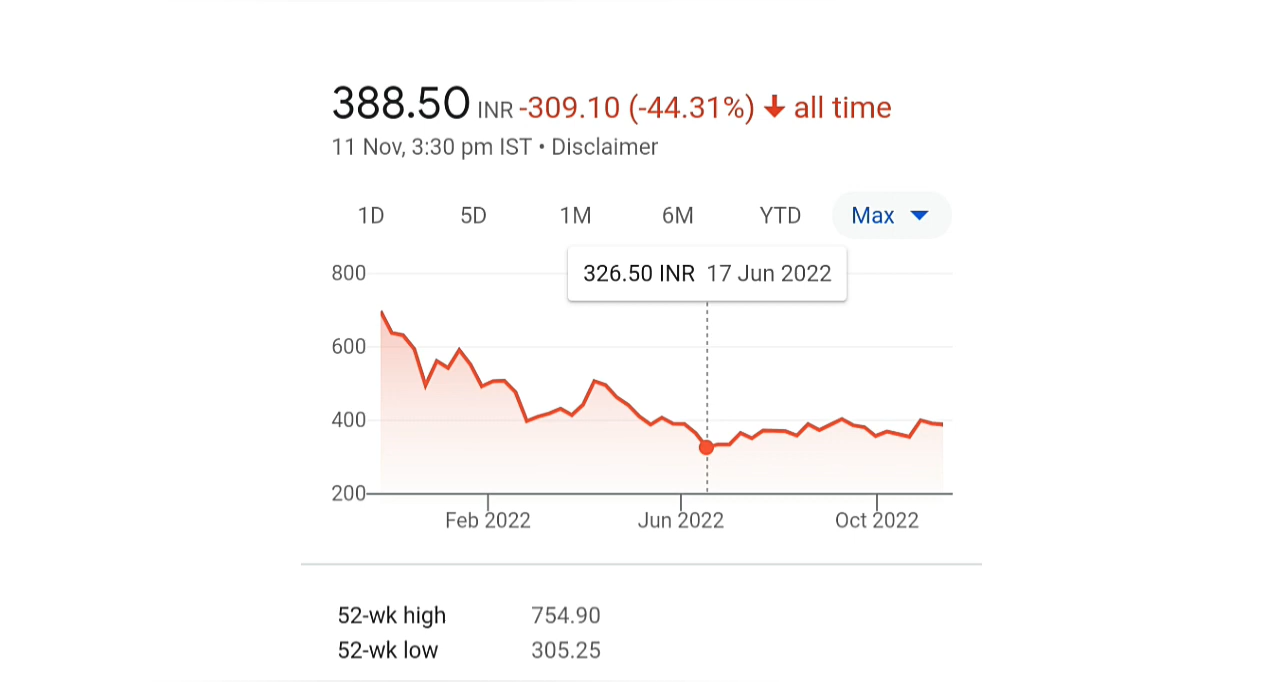 388.50 INR -309.10 (-44.31%) ↓ all time
11 Nov, 3:30 pm IST • Disclaimer
1D 5D 1M 6M YTD Max
326.50 INR 17 Jun 2022
800
600
400
200
Feb 2022 Jun 2022 Oct 2022
52-wk high 754.90
52-wk low 305.25